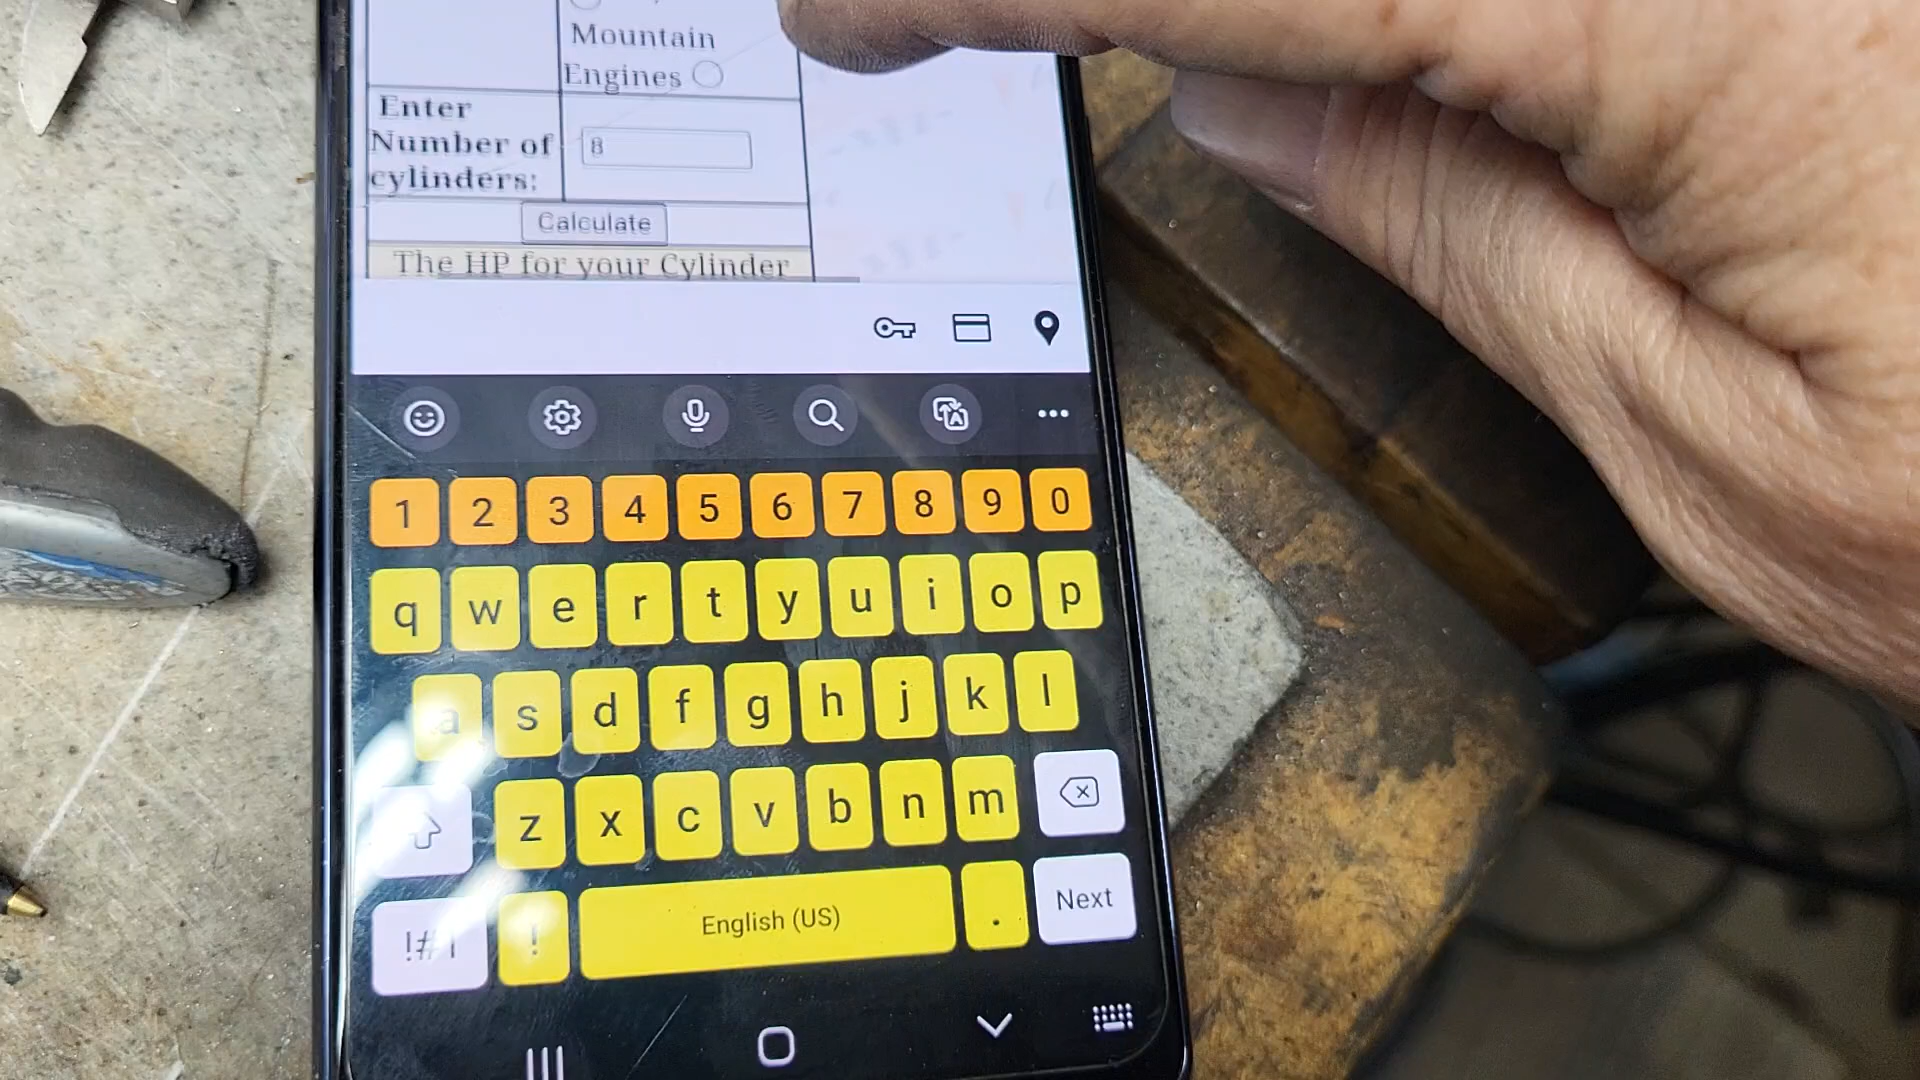 Mountain
Engines
Enter
Number of
cylinders:
8
Calculate
The HP for your Cylinder
1 2 3 4 5 6 7 8 9 0
q w e r t y u i o p
a s d f g h j k l
z x c v b n m
!#1 ! English (US) . Next